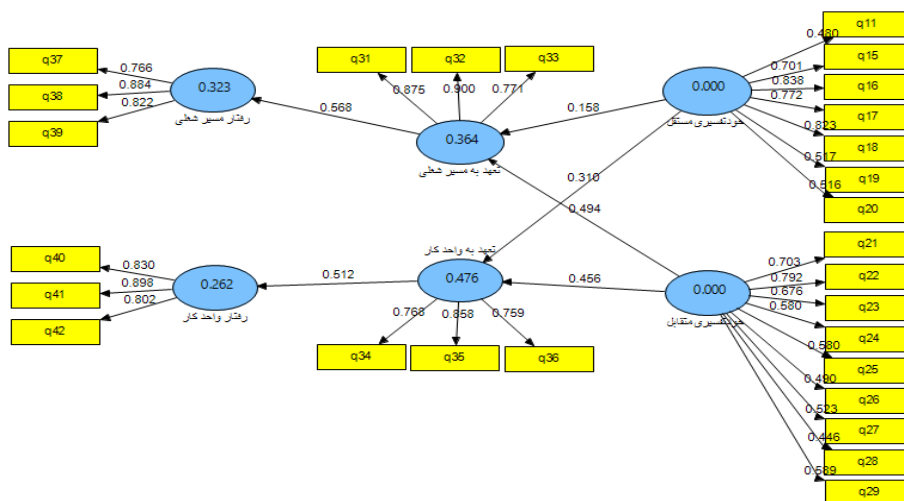 q11
q31
q32
q33
0.480
q37
q15
0.766
0.701
0.323
0.000
0.838
q16
q38
0.884
0.875
0.900
0.771
0.772
q17
0.822
0.568
0.158
رفتار مسیر شغلی
خودتفسیری مستقل
0.823
q39
0.364
q18
0.517
تعهد به مسیر شغلی
0.310
0.516
q19
0.494
q20
q40
تعهد به واحد کار
q21
0.830
0.703
0.476
0.792
q22
0.262
0.512
0.456
0.000
0.676
q41
0.898
0.580
q23
0.802
رفتار واحد کار
خودتفسیری متقابل
q42
0.768
0.858
0.759
q24
0.580
q34
q35
q36
q25
0.490
q26
0.523
q27
0.446
q28
0.589
q29